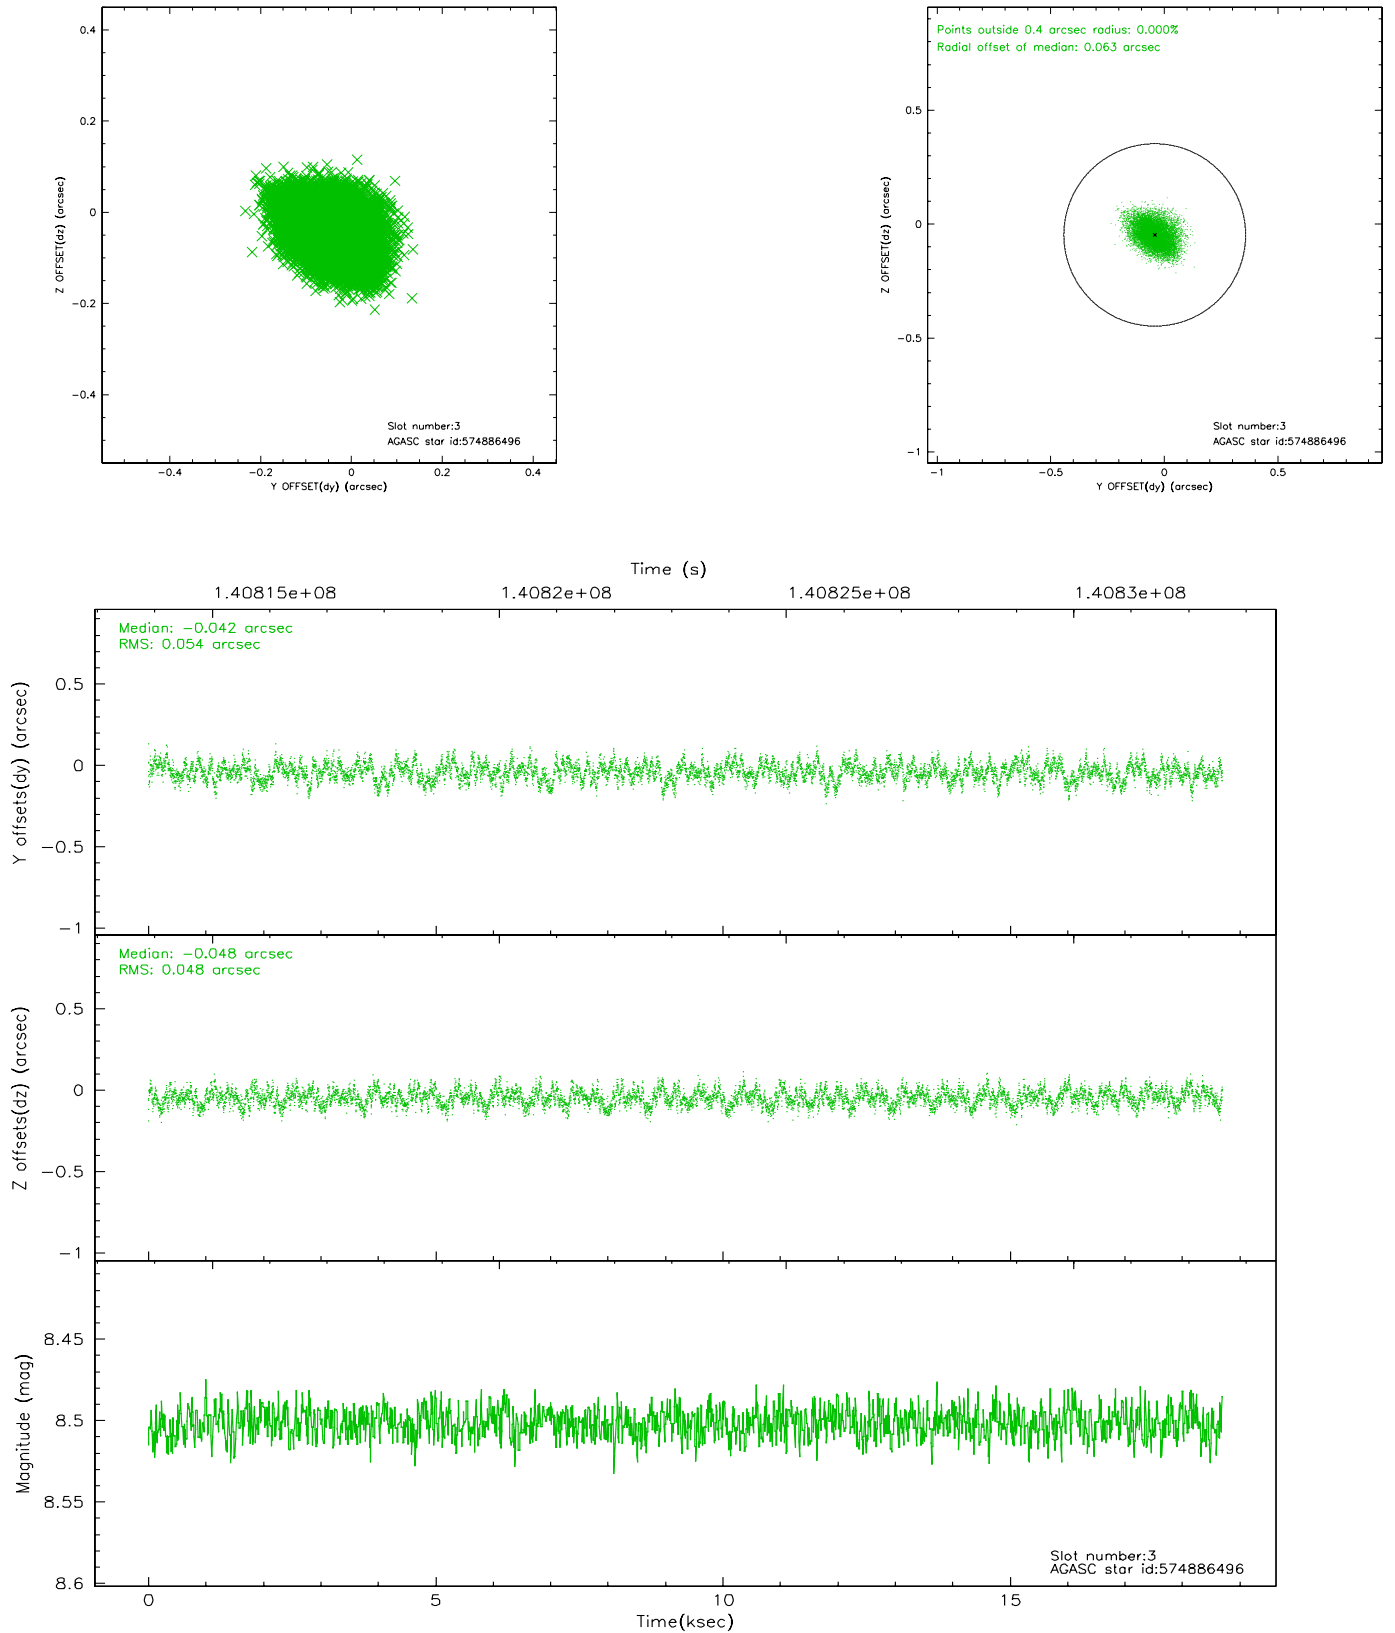 0.4
0.2
0
−0.2
−0.4
Z OFFSET(dz) (arcsec)
Slot number:3
AGASC star id:574886496
−0.4 −0.2 0 0.2 0.4
Y OFFSET(dy) (arcsec)
Points outside 0.4 arcsec radius: 0.000%
Radial offset of median: 0.063 arcsec
0.5
0
−0.5
−1
Z OFFSET(dz) (arcsec)
Slot number:3
AGASC star id:574886496
−1 −0.5 0 0.5
Y OFFSET(dy) (arcsec)
Time (s)
1.40815e+08 1.4082e+08 1.40825e+08 1.4083e+08
Median: −0.042 arcsec
RMS: 0.054 arcsec
0.5
0
−0.5
−1
Y offsets(dy) (arcsec)
Median: −0.048 arcsec
RMS: 0.048 arcsec
0.5
0
−0.5
−1
Z offsets(dz) (arcsec)
8.45
8.5
8.55
8.6
Magnitude (mag)
Slot number:3
AGASC star id:574886496
0 5 10 15
Time(ksec)